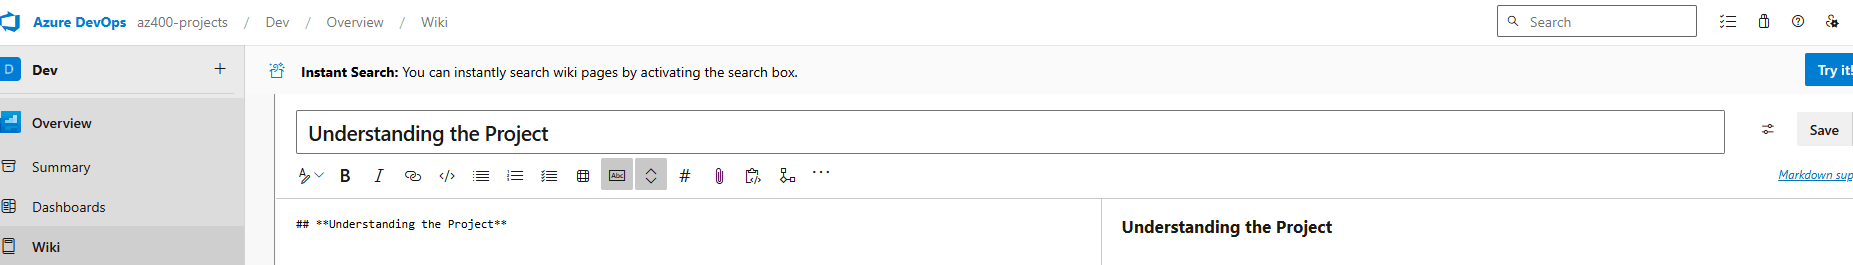 Azure DevOps az400-projects / Dev / Overview / Wiki Search
D Dev +
Instant Search: You can instantly search wiki pages by activating the search box. Try it!
Overview
Understanding the Project Save
Summary
B I </> Abc # ...
Markdown sup
Dashboards
## **Understanding the Project** Understanding the Project
Wiki